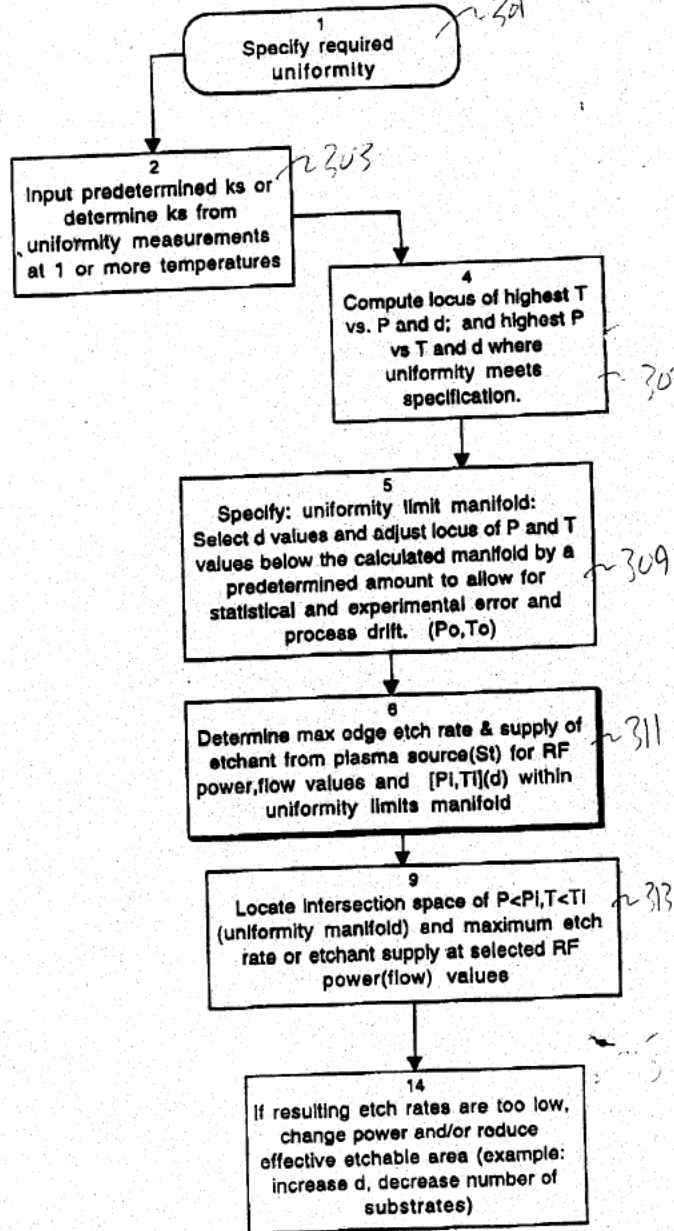 1
Specify required
uniformity
301
2
303
Input predetermined ks or
determine ks from
uniformity measurements
at 1 or more temperatures
4
Compute locus of highest T
vs. P and d; and highest P
vs T and d where
uniformity meets
specification.
5
Specify: uniformity limit manifold:
Select d values and adjust locus of P and T
values below the calculated manifold by a
predetermined amount to allow for
statistical and experimental error and
process drift. (Po,To)
309
6
Determine max edge etch rate & supply of
etchant from plasma source(St) for RF
power,flow values and [Pi,Ti](d) within
uniformity limits manifold
311
9
Locate intersection space of P<Pi,T<Ti
(uniformity manifold) and maximum etch
rate or etchant supply at selected RF
power(flow) values
313
14
If resulting etch rates are too low,
change power and/or reduce
effective etchable area (example:
increase d, decrease number of
substrates)